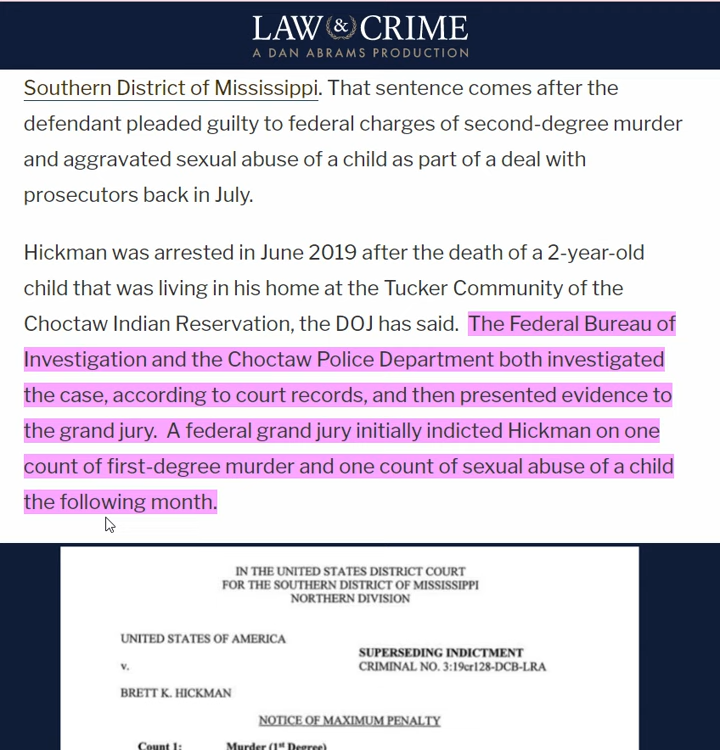 LAW & CRIME
A DAN ABRAMS PRODUCTION
Southern District of Mississippi. That sentence comes after the
defendant pleaded guilty to federal charges of second-degree murder
and aggravated sexual abuse of a child as part of a deal with
prosecutors back in July.
Hickman was arrested in June 2019 after the death of a 2-year-old
child that was living in his home at the Tucker Community of the
Choctaw Indian Reservation, the DOJ has said. The Federal Bureau of
Investigation and the Choctaw Police Department both investigated
the case, according to court records, and then presented evidence to
the grand jury. A federal grand jury initially indicted Hickman on one
count of first-degree murder and one count of sexual abuse of a child
the following month.
IN THE UNITED STATES DISTRICT COURT
FOR THE SOUTHERN DISTRICT OF MISSISSIPPI
NORTHERN DIVISION
UNITED STATES OF AMERICA
SUPERSEDING INDICTMENT
v.
CRIMINAL NO. 3:19cr128-DCB-LRA
BRETT K. HICKMAN
NOTICE OF MAXIMUM PENALTY
Count 1: Murder (1st Degree)